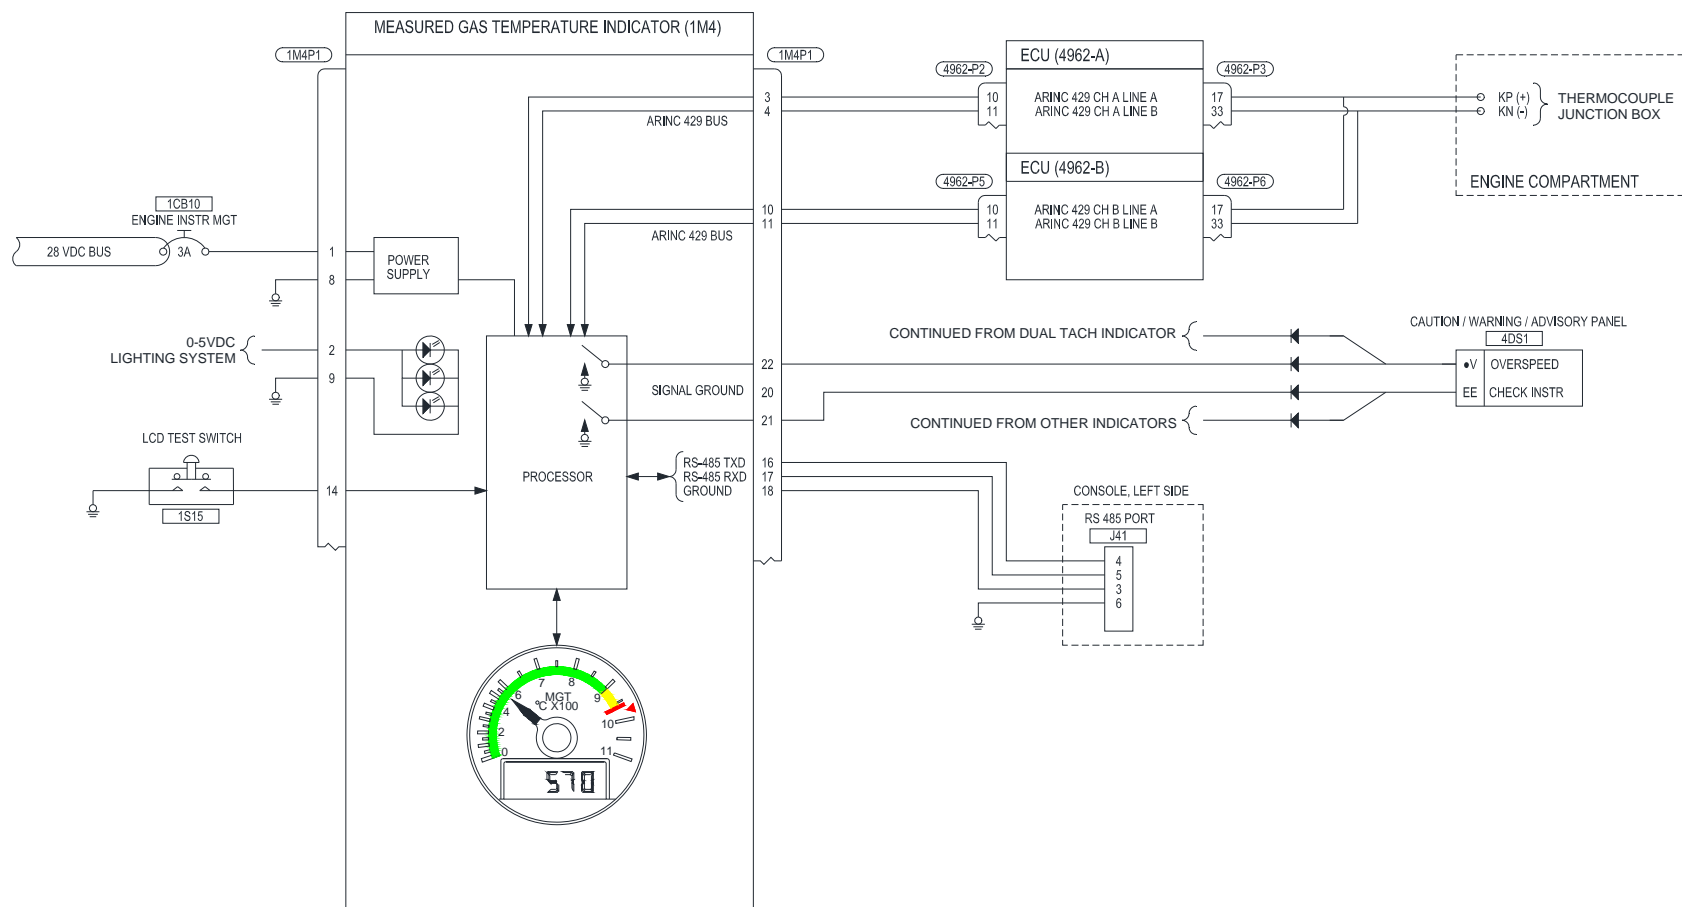 MEASURED GAS TEMPERATURE INDICATOR (1M4)
1M4P1
1M4P1
ECU (4962-A)
4962-P2
4962-P3
3
4
10 ARINC 429 CH A LINE A 17
11 ARINC 429 CH A LINE B 33
KP (+)
KN (-)
THERMOCOUPLE
JUNCTION BOX
ARINC 429 BUS
ECU (4962-B)
4962-P5
4962-P6
ENGINE COMPARTMENT
10
11
10 ARINC 429 CH B LINE A 17
11 ARINC 429 CH B LINE B 33
ARINC 429 BUS
1CB10
ENGINE INSTR MGT
28 VDC BUS
3A
1
8
POWER
SUPPLY
0-5VDC
LIGHTING SYSTEM
2
9
CONTINUED FROM DUAL TACH INDICATOR
CAUTION / WARNING / ADVISORY PANEL
4DS1
22
V OVERSPEED
SIGNAL GROUND
20
EE CHECK INSTR
21
CONTINUED FROM OTHER INDICATORS
LCD TEST SWITCH
14
1S15
PROCESSOR
RS-485 TXD 16
RS-485 RXD 17
GROUND 18
CONSOLE, LEFT SIDE
RS 485 PORT
J41
4
5
3
6
0
2
4
6
7
8
9
10
11
MGT
°C X100
570